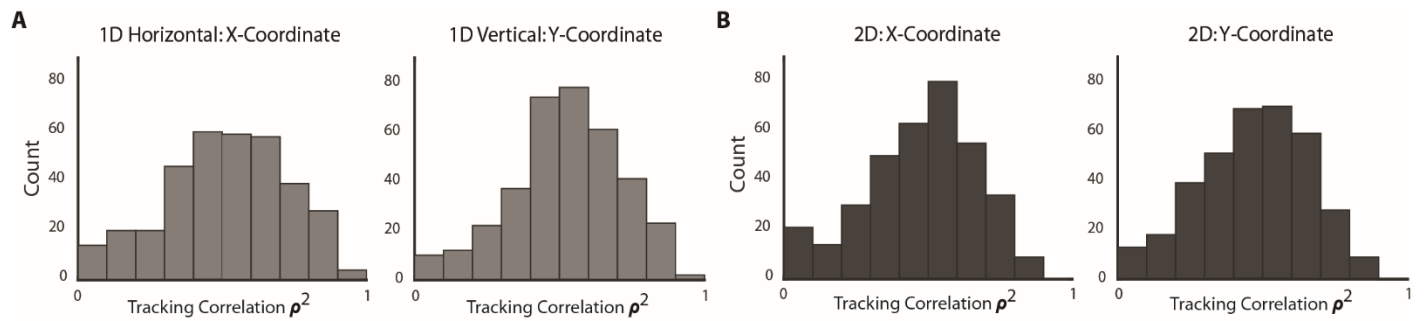 A
1D Horizontal: X-Coordinate
Count
80
60
40
20
0
0
1
Tracking Correlation ρ²
1D Vertical: Y-Coordinate
80
60
40
20
0
0
1
Tracking Correlation ρ²
B
2D: X-Coordinate
Count
80
60
40
20
0
0
1
Tracking Correlation ρ²
2D: Y-Coordinate
80
60
40
20
0
0
1
Tracking Correlation ρ²